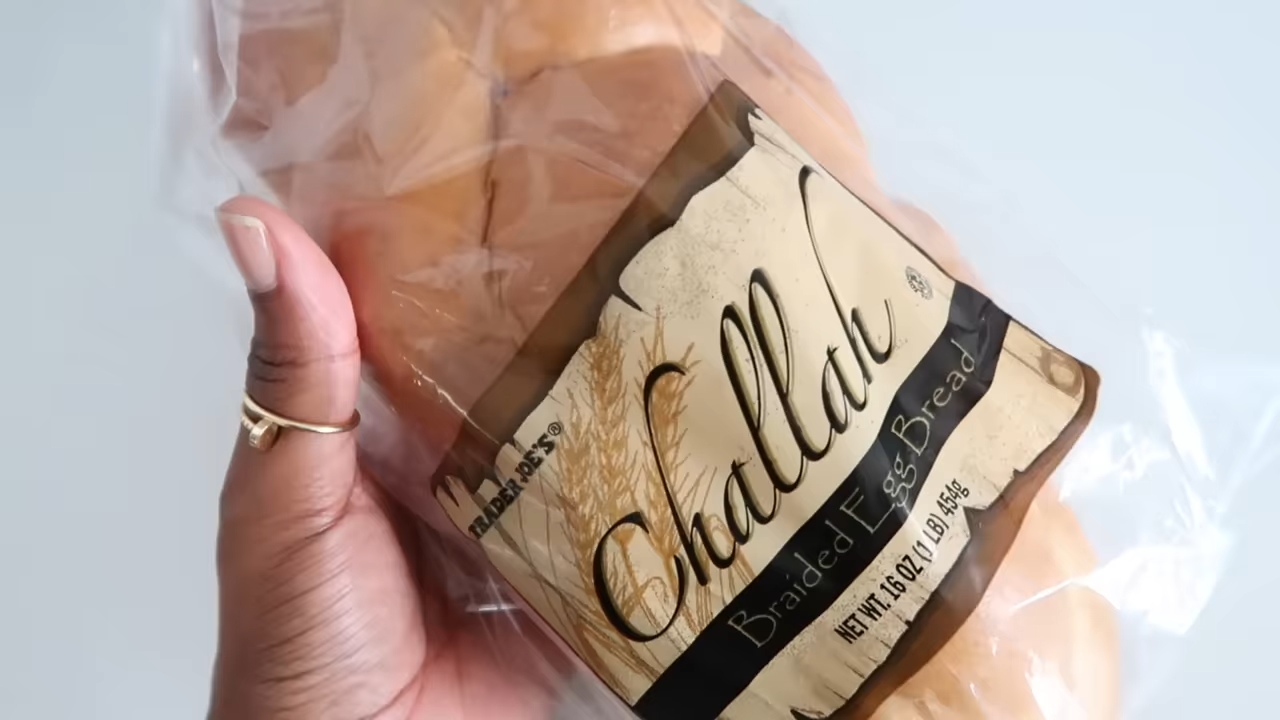 TRADER JOE'S®
Challah
Braided Egg Bread
NET WT. 16 OZ (1 LB) 454g